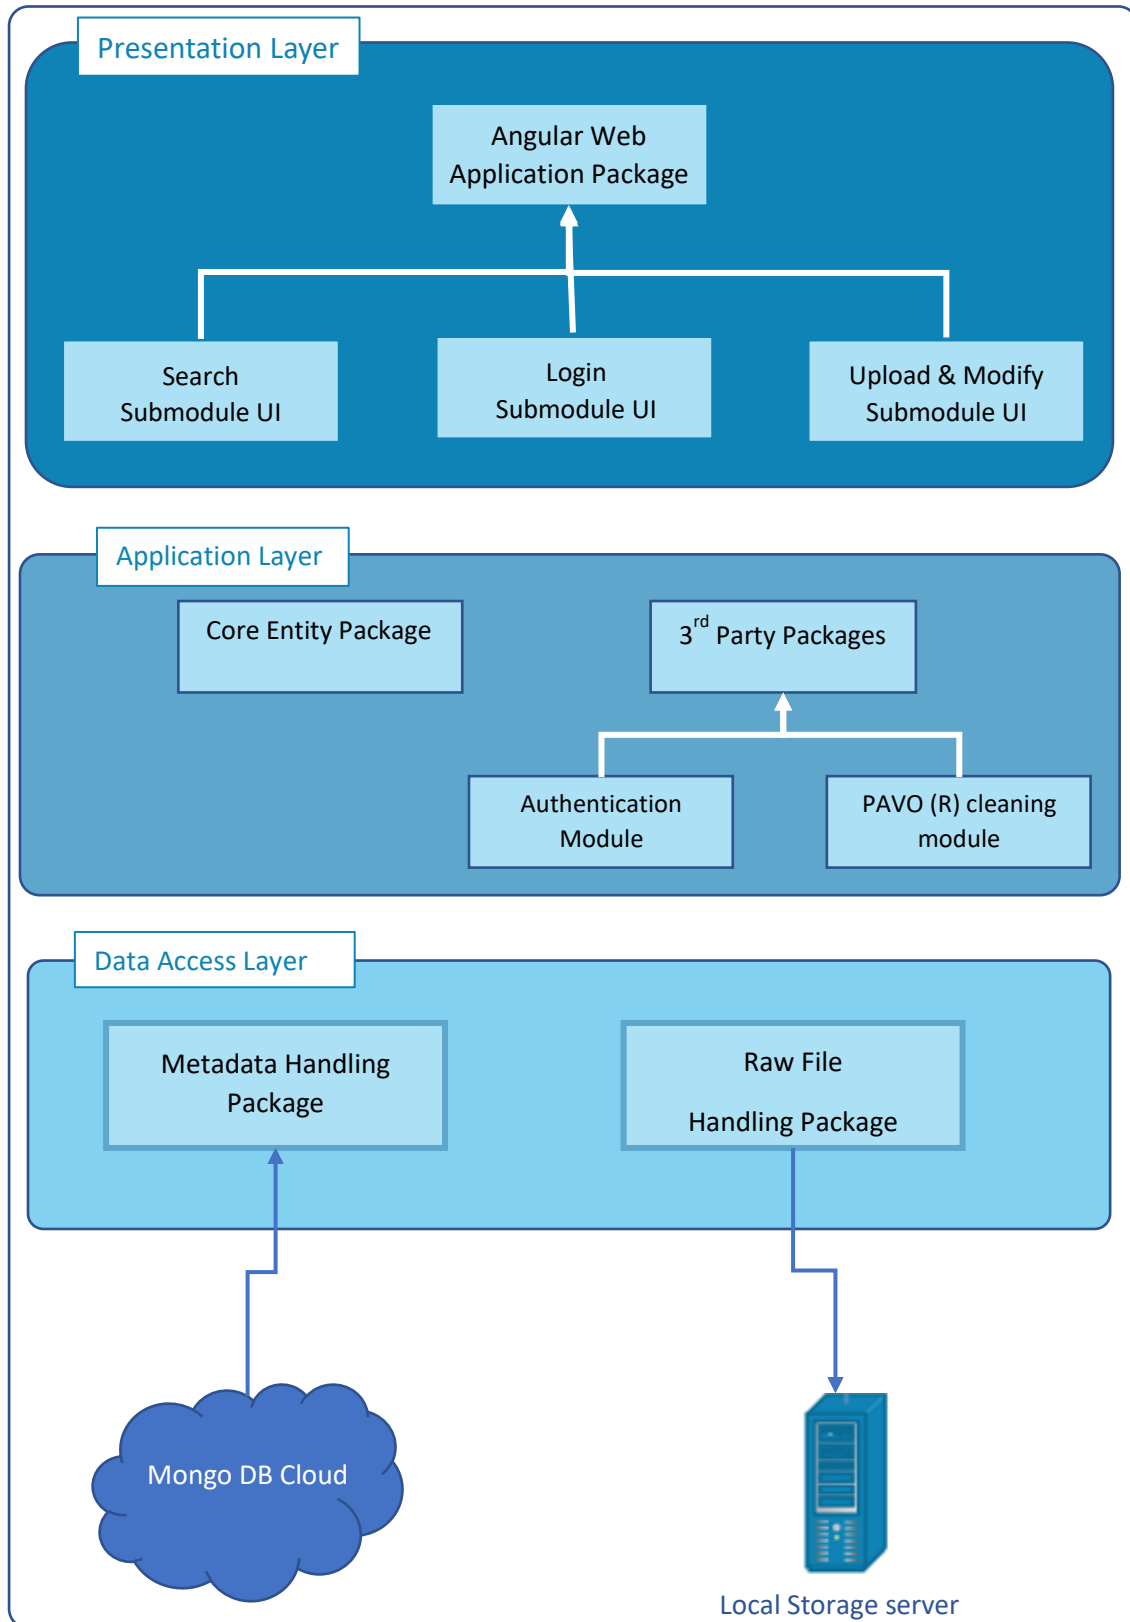 Presentation Layer
Angular Web
Application Package
Search
Submodule UI
Login
Submodule UI
Upload & Modify
Submodule UI
Application Layer
Core Entity Package
3rd Party Packages
Authentication
Module
PAVO (R) cleaning
module
Data Access Layer
Metadata Handling
Package
Raw File
Handling Package
Mongo DB Cloud
Local Storage server